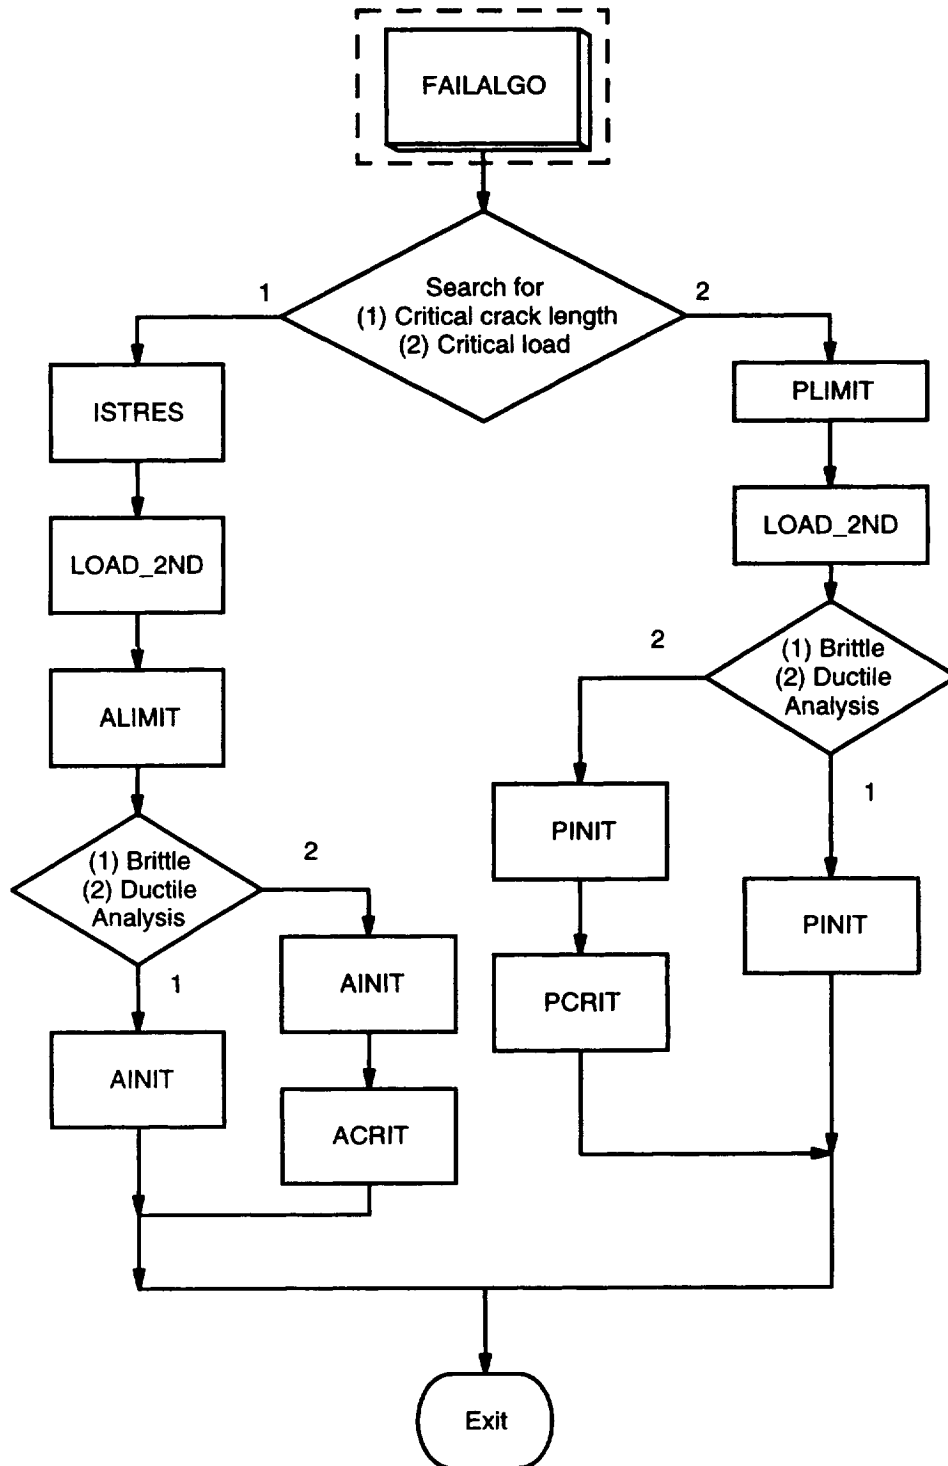 FAILALGO
Search for
(1) Critical crack length
(2) Critical load
1
2
ISTRES
PLIMIT
LOAD_2ND
LOAD_2ND
ALIMIT
(1) Brittle
(2) Ductile
Analysis
2
1
(1) Brittle
(2) Ductile
Analysis
2
1
PINIT
PINIT
AINIT
PCRIT
AINIT
ACRIT
Exit